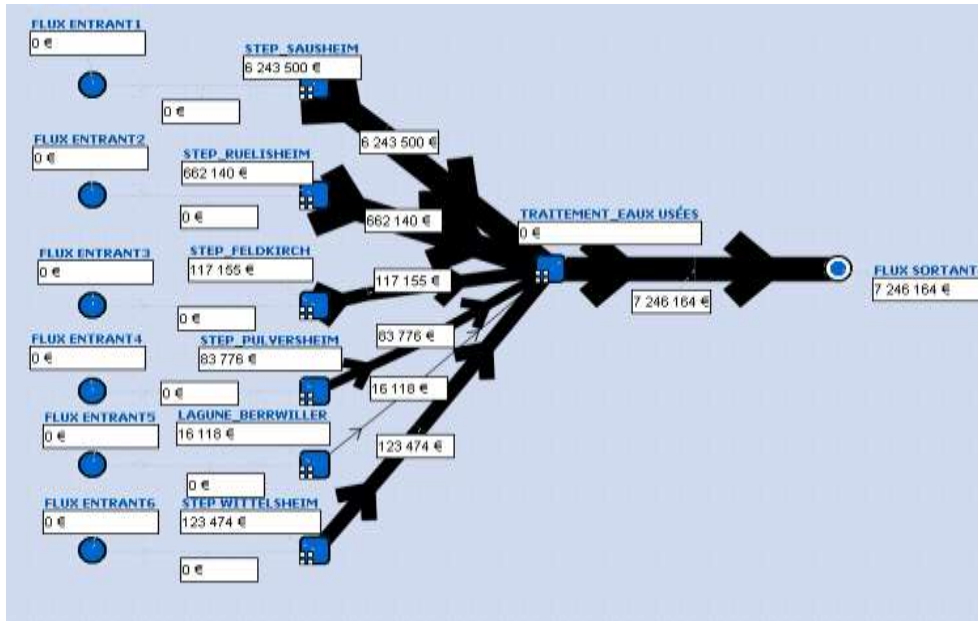 FLUX ENTRANT1
0 €
0 €
STEP_SAUSHEIM
6 243 500 €
6 243 500 €
FLUX ENTRANT2
0 €
0 €
STEP_RUELISHEIM
662 140 €
662 140 €
FLUX ENTRANT3
0 €
0 €
STEP_FELDKIRCH
117 155 €
117 155 €
FLUX ENTRANT4
0 €
0 €
STEP_PULVERSHEIM
83 776 €
83 776 €
FLUX ENTRANT5
0 €
0 €
LAGUNE_BERRWILLER
16 118 €
16 118 €
FLUX ENTRANT6
0 €
0 €
STEP WITTELSHEIM
123 474 €
123 474 €
TRAITEMENT_EAUX USÉES
0 €
7 246 164 €
FLUX SORTANT
7 246 164 €